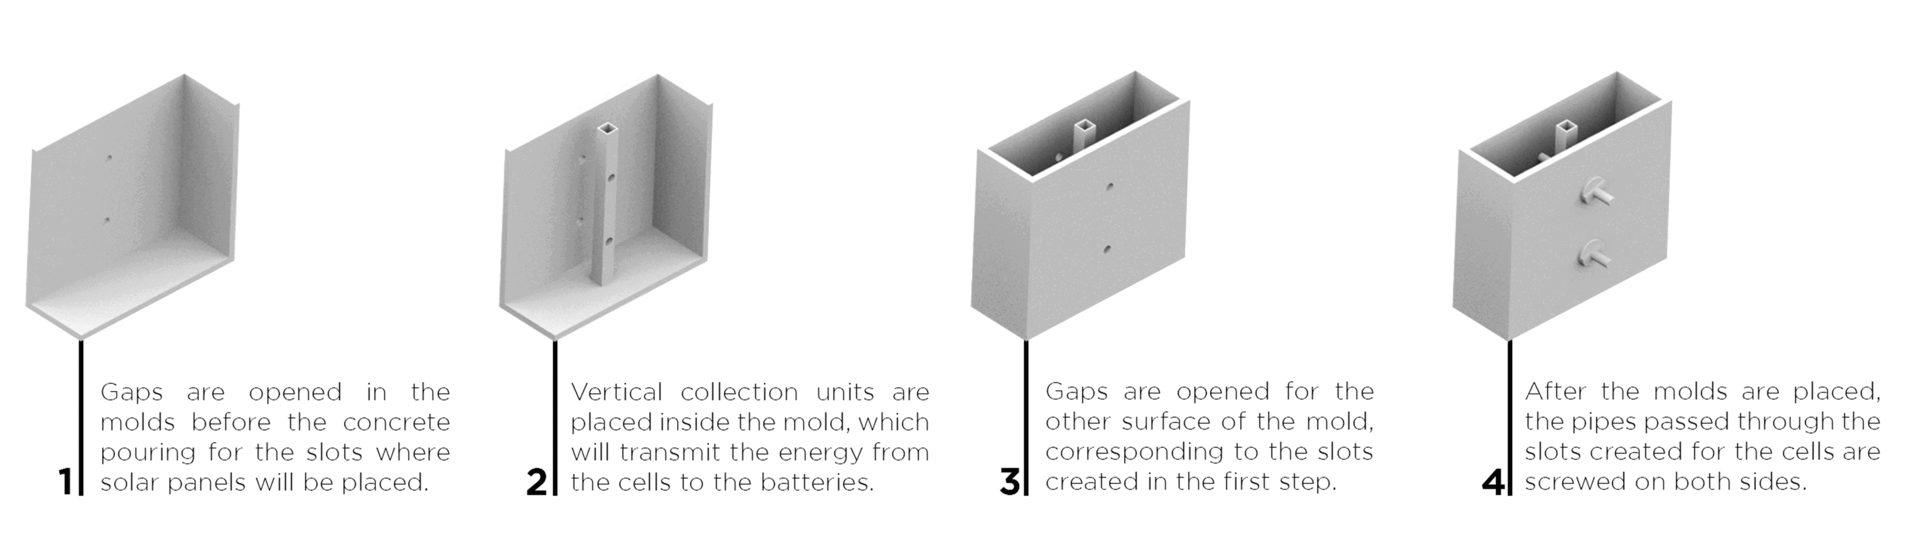 1
Gaps are opened in the
molds before the concrete
pouring for the slots where
solar panels will be placed.
2
Vertical collection units are
placed inside the mold, which
will transmit the energy from
the cells to the batteries.
3
Gaps are opened for the
other surface of the mold,
corresponding to the slots
created in the first step.
4
After the molds are placed,
the pipes passed through the
slots created for the cells are
screwed on both sides.